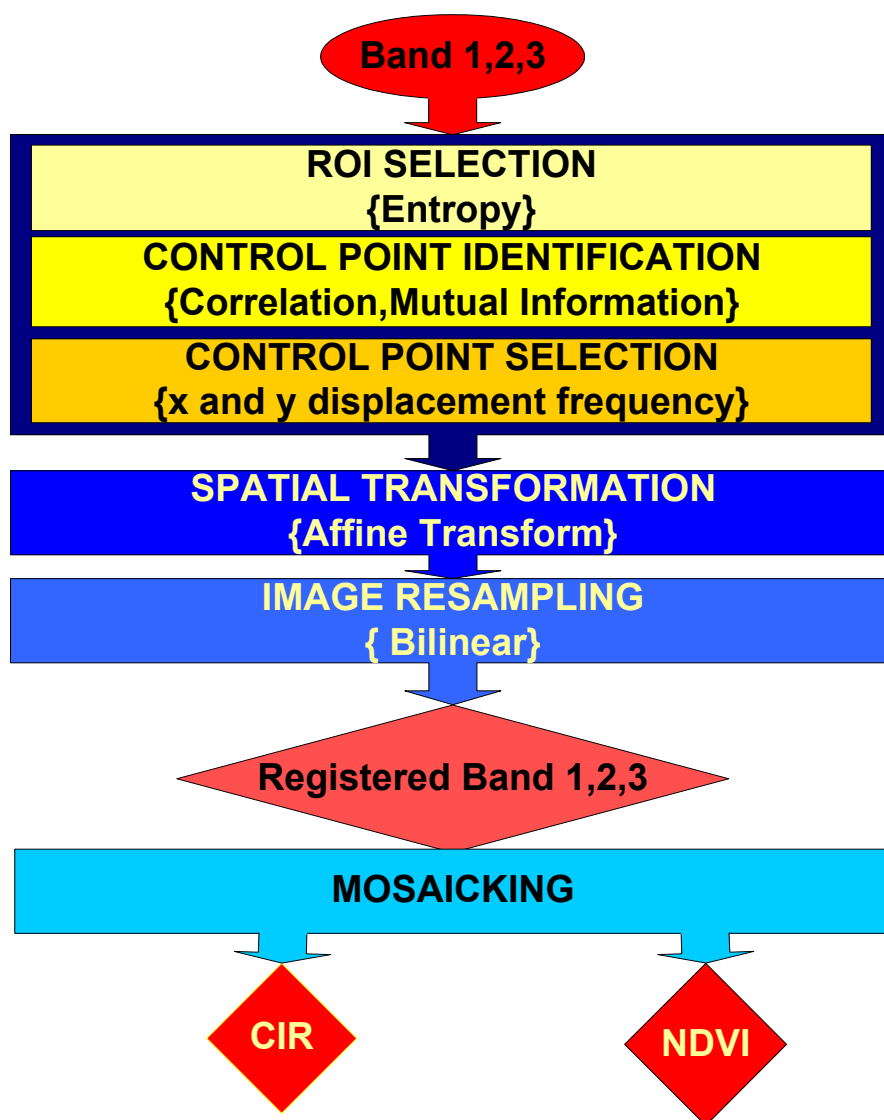 Band 1,2,3
ROI SELECTION
{Entropy}
CONTROL POINT IDENTIFICATION
{Correlation,Mutual Information}
CONTROL POINT SELECTION
{x and y displacement frequency}
SPATIAL TRANSFORMATION
{Affine Transform}
IMAGE RESAMPLING
{ Bilinear}
Registered Band 1,2,3
MOSAICKING
CIR
NDVI